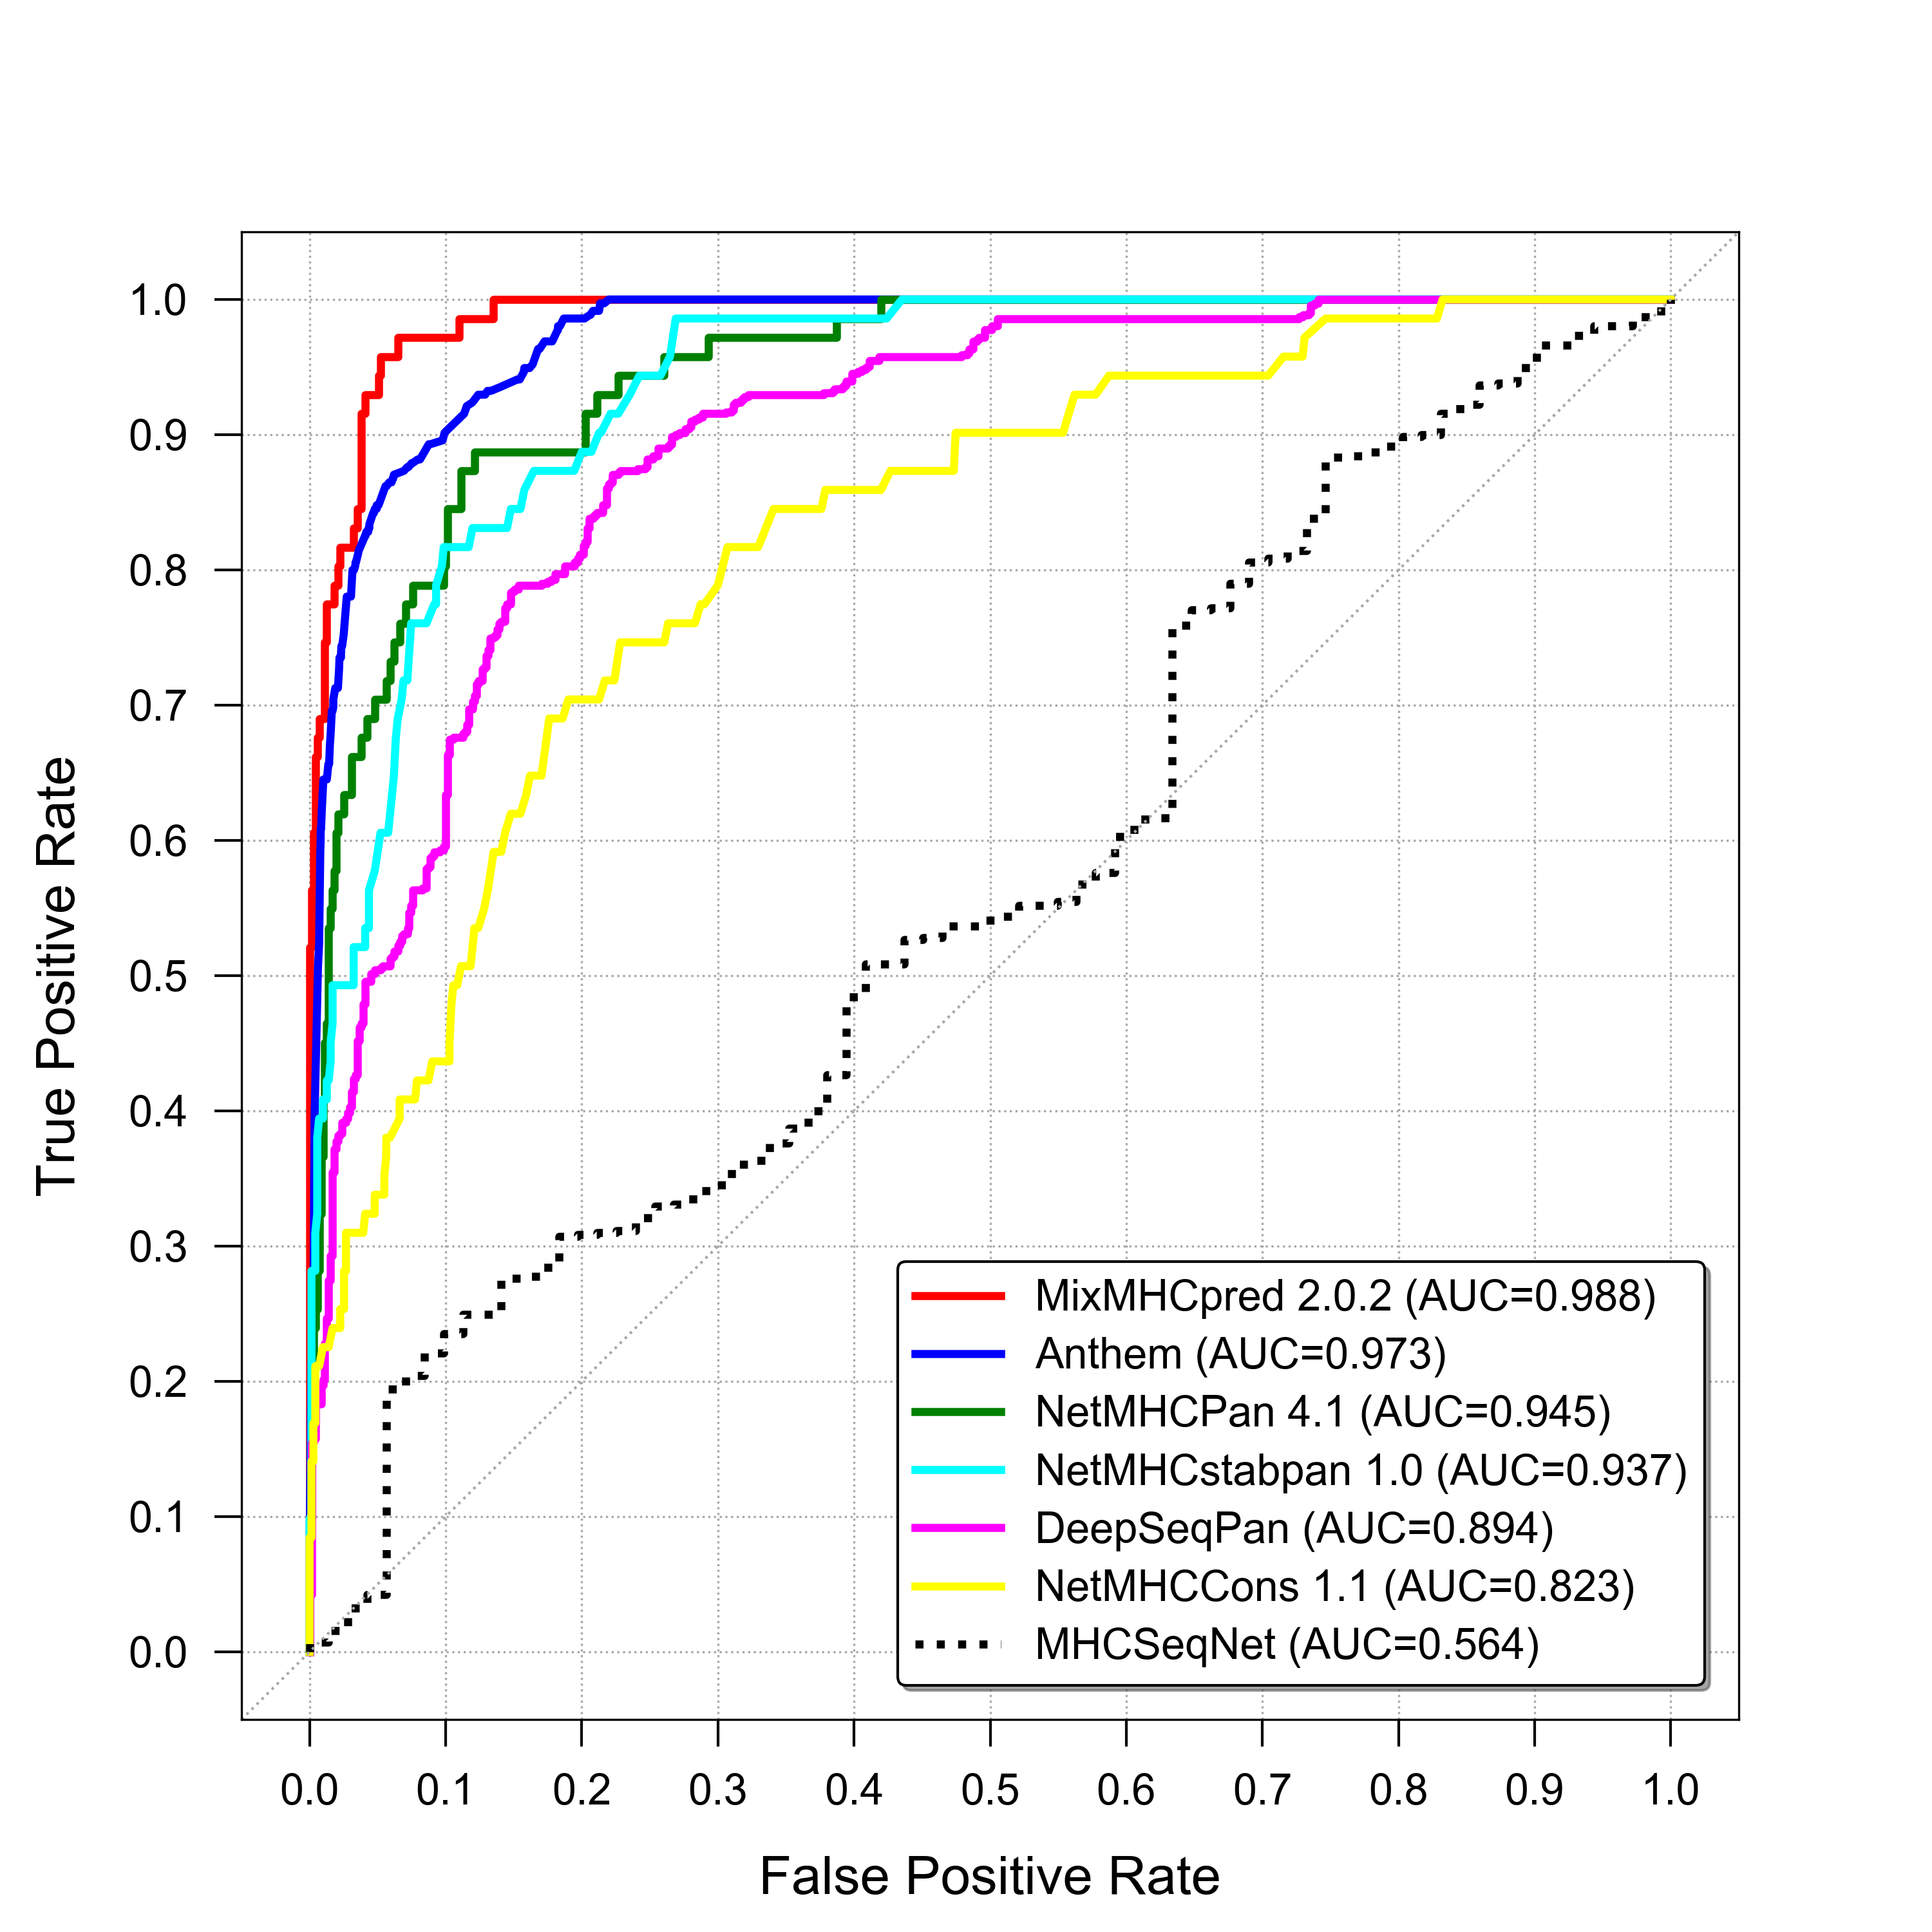 1.0
0.9
0.8
0.7
0.6
0.5
0.4
0.3
0.2
0.1
0.0
True Positive Rate
MixMHCpred 2.0.2 (AUC=0.988)
Anthem (AUC=0.973)
NetMHCPan 4.1 (AUC=0.945)
NetMHCstabpan 1.0 (AUC=0.937)
DeepSeqPan (AUC=0.894)
NetMHCCons 1.1 (AUC=0.823)
MHCSeqNet (AUC=0.564)
0.0 0.1 0.2 0.3 0.4 0.5 0.6 0.7 0.8 0.9 1.0
False Positive Rate